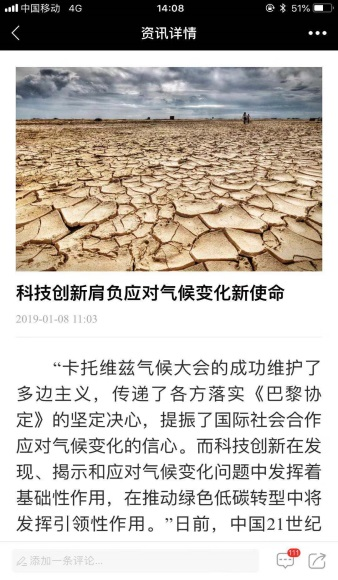 中国移动 4G 14:08 51%
资讯详情
科技创新肩负应对气候变化新使命
2019-01-08 11:03
“卡托维兹气候大会的成功维护了
多边主义，传递了各方落实《巴黎协
定》的坚定决心，提振了国际社会合作
应对气候变化的信心。而科技创新在发
现、揭示和应对气候变化问题中发挥着
基础性作用，在推动绿色低碳转型中将
发挥引领性作用。”日前，中国21世纪
添加一条评论... 111